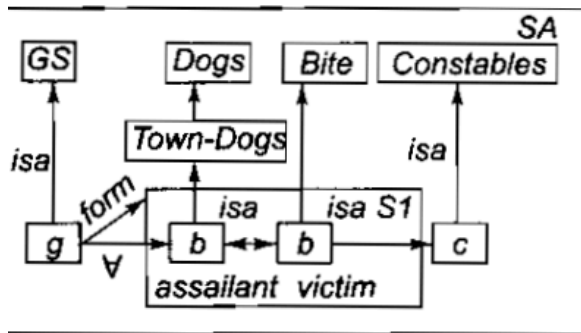 SA
GS Dogs Bite Constables
Town-Dogs
isa isa
form isa isa S1
g b b c
∀
assailant victim